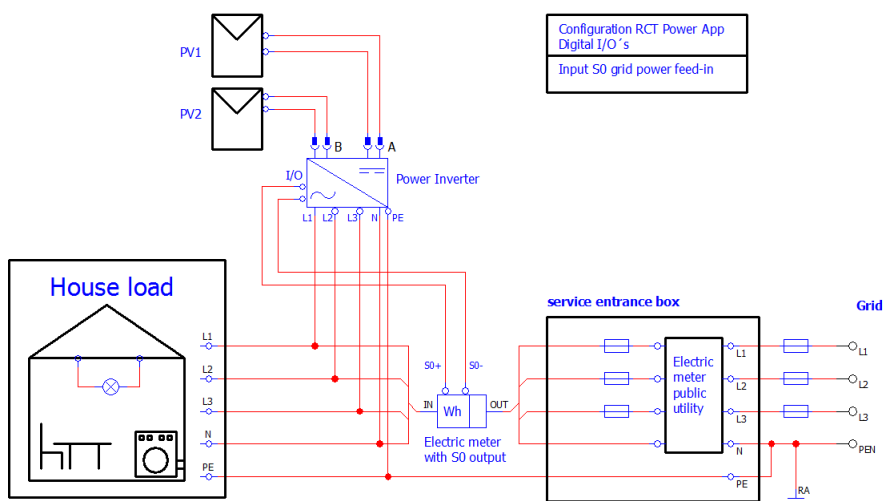 PV1
PV2
Configuration RCT Power App
Digital I/O´s
Input S0 grid power feed-in
B
A
I/O
Power Inverter
L1
L2
L3
N
PE
House load
service entrance box
Grid
L1
L2
L3
N
PE
S0+
S0-
IN
Wh
OUT
Electric meter
with S0 output
Electric
meter
public
utility
L1
L2
L3
N
PE
L1
L2
L3
PEN
RA